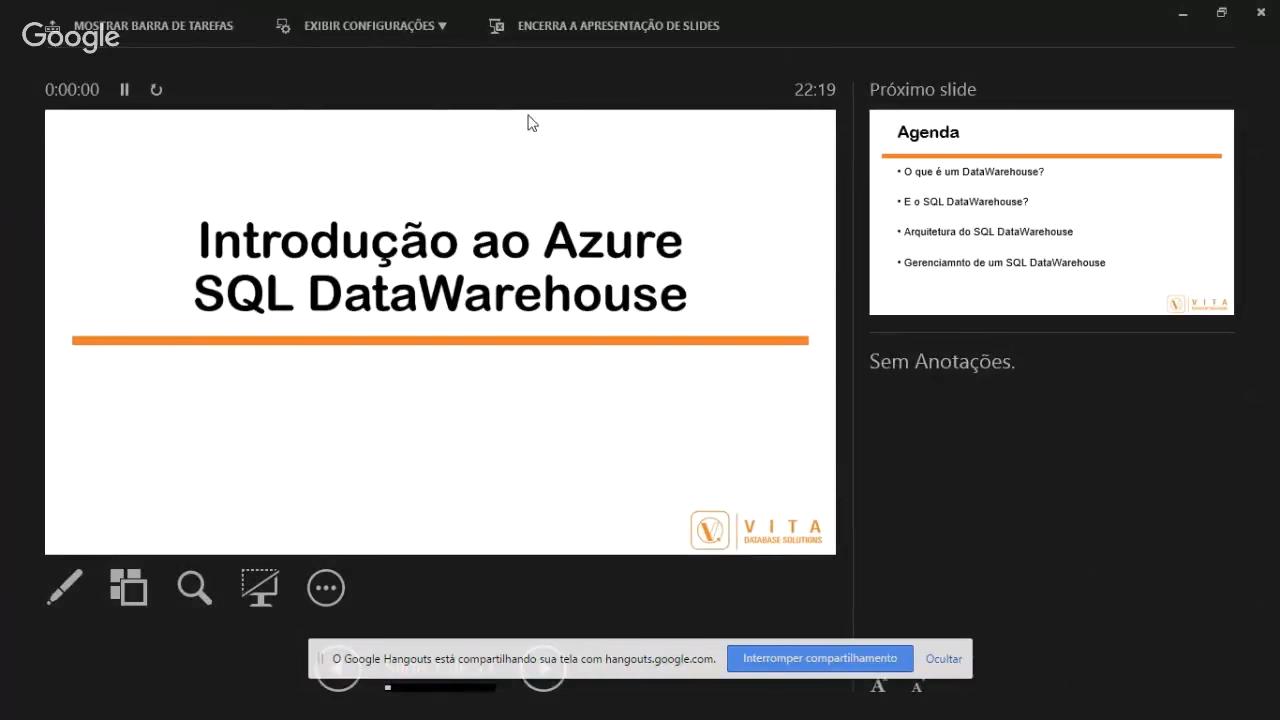 MOSTRAR BARRA DE TAREFAS
EXIBIR CONFIGURAÇÕES ▼
ENCERRA A APRESENTAÇÃO DE SLIDES
Google
0:00:00
22:19
Próximo slide
Introdução ao Azure
SQL DataWarehouse
VITA
DATABASE SOLUTIONS
Agenda
• O que é um DataWarehouse?
• E o SQL DataWarehouse?
• Arquitetura do SQL DataWarehouse
• Gerenciamnto de um SQL DataWarehouse
VITA
Sem Anotações.
O Google Hangouts está compartilhando sua tela com hangouts.google.com.
Interromper compartilhamento
Ocultar
A
A